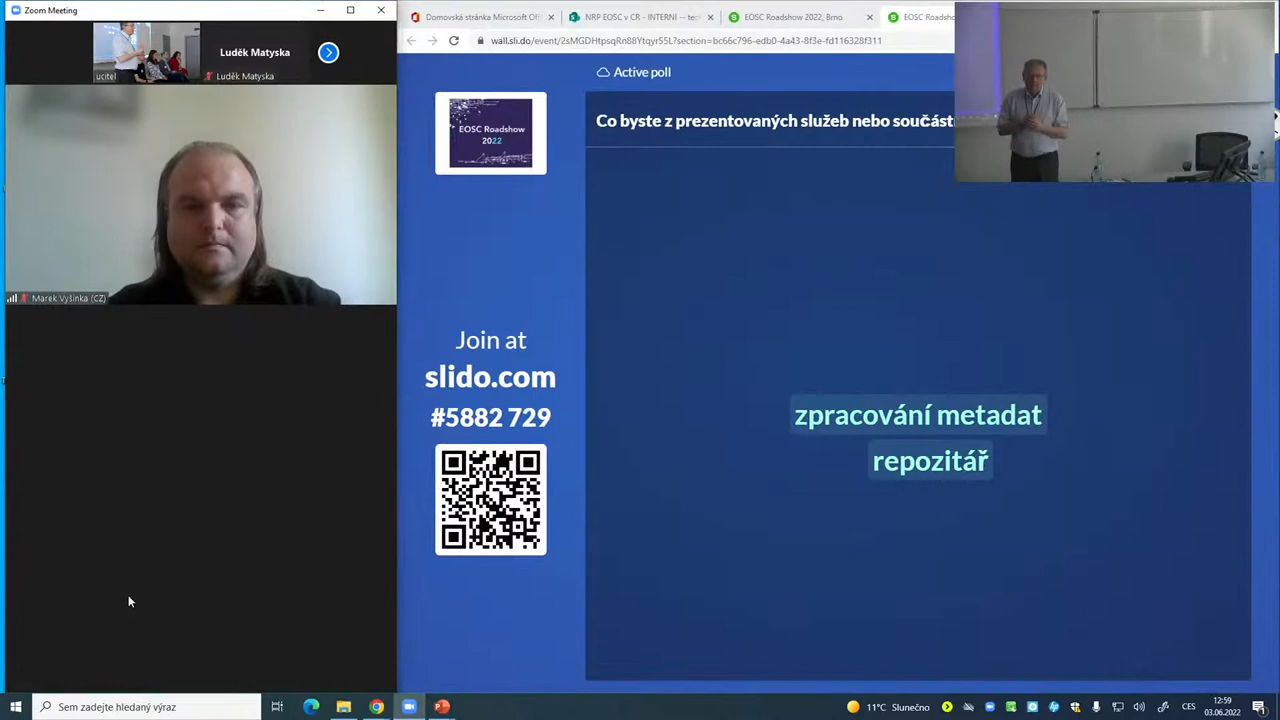 Zoom Meeting
Luděk Matyska
ucitel
Luděk Matyska
Marek Vyšinka (CZ)
Domovská stránka Microsoft Of
NRP EOSC v CR - INTERNI -- tec
EOSC Roadshow 2022, Brno
EOSC Roadsho
wall.sli.do/event/2sMGDHtpsqRn88Ytqyr55L?section=bc66c796-edb0-4a43-8f3e-fd116328f311
Active poll
EOSC Roadshow
2022
Co byste z prezentovaných služeb nebo součást
Join at
slido.com
#5882 729
zpracování metadat
repozitář
Sem zadejte hledaný výraz
11°C Slunečno
CES
12:59
03.06.2022
1